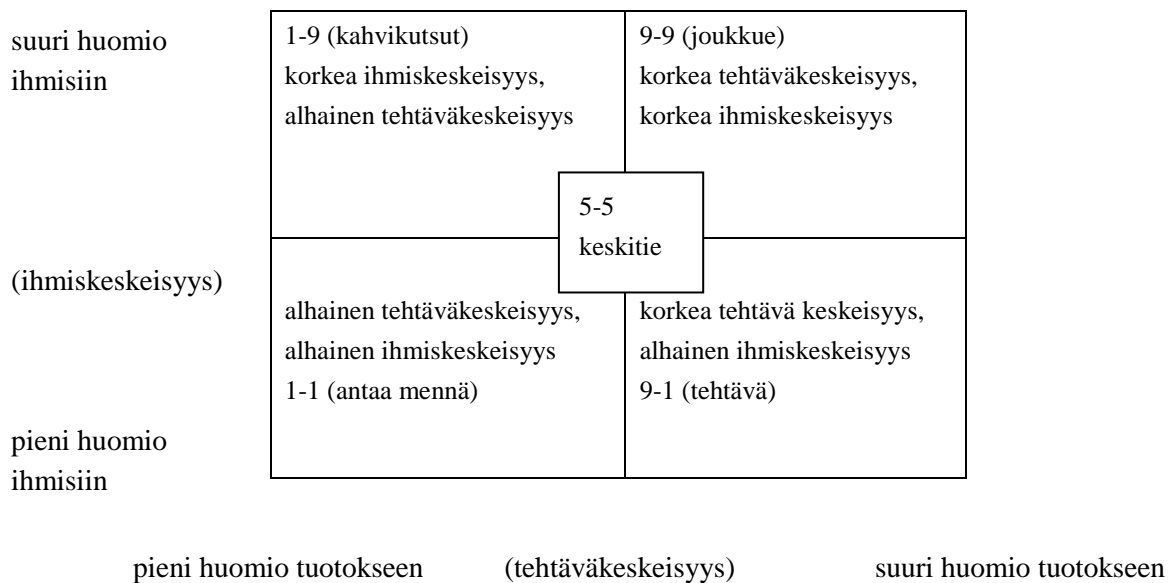 suuri huomio
ihmisiin
1-9 (kahvikutsut)
korkea ihmiskeskeisyys,
alhainen tehtäväkeskeisyys
9-9 (joukkue)
korkea tehtäväkeskeisyys,
korkea ihmiskeskeisyys
5-5
keskitie
(ihmiskeskeisyys)
alhainen tehtäväkeskeisyys,
alhainen ihmiskeskeisyys
1-1 (antaa mennä)
korkea tehtävä keskeisyys,
alhainen ihmiskeskeisyys
9-1 (tehtävä)
pieni huomio
ihmisiin
pieni huomio tuotokseen (tehtäväkeskeisyys) suuri huomio tuotokseen